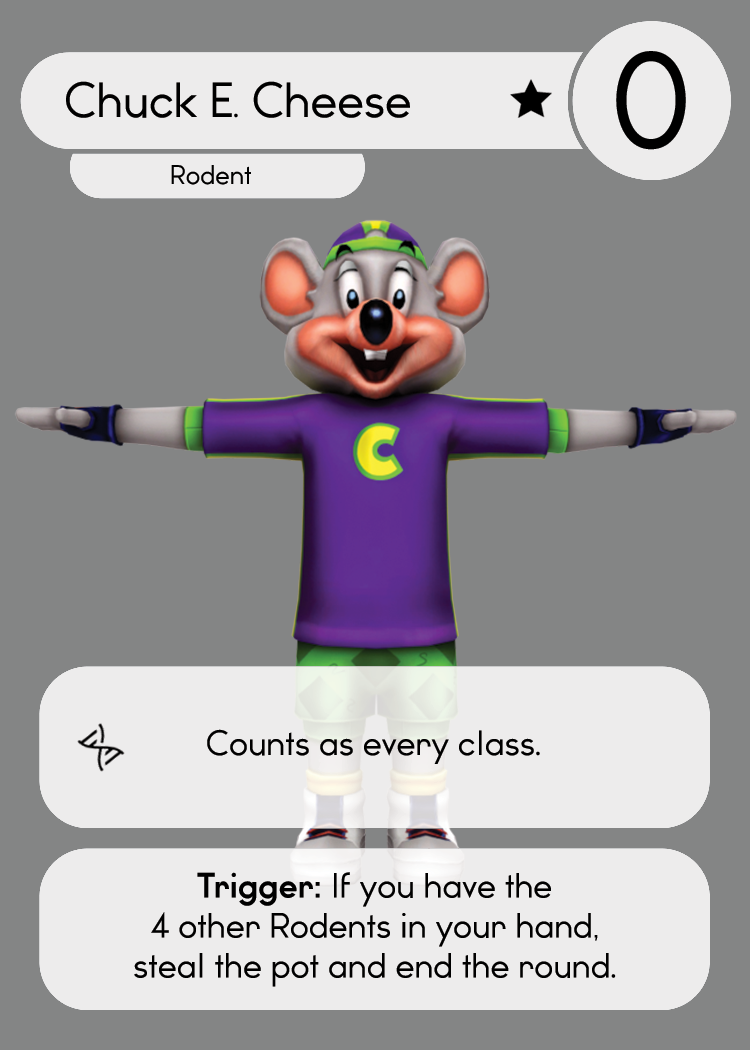 Chuck E. Cheese
0
Rodent
C
Counts as every class.
Trigger: If you have the
4 other Rodents in your hand,
steal the pot and end the round.